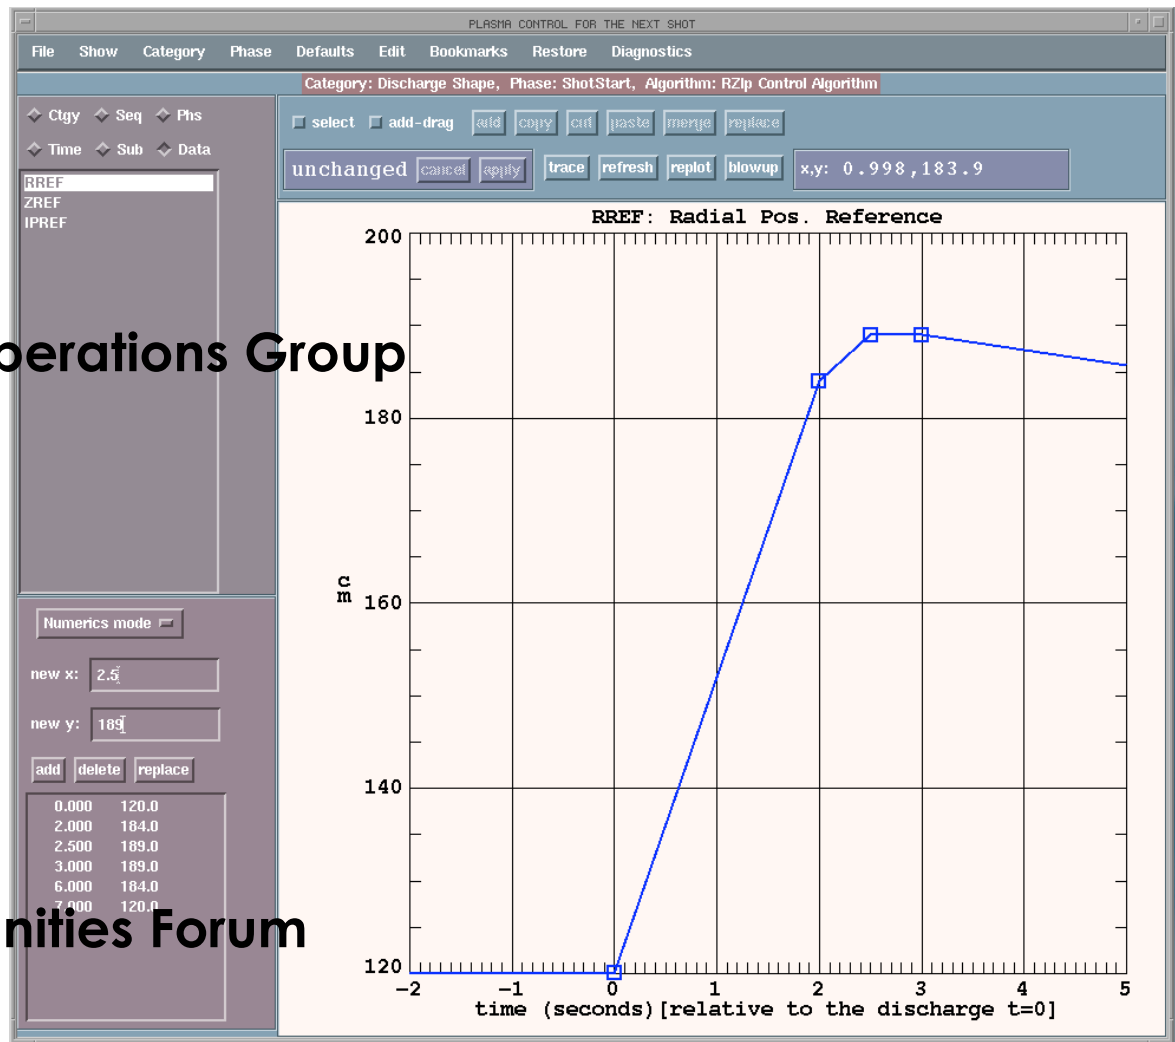 PLASMA CONTROL FOR THE NEXT SHOT
File Show Category Phase Defaults Edit Bookmarks Restore Diagnostics
Category: Discharge Shape, Phase: ShotStart, Algorithm: RZIp Control Algorithm
Ctgy Seq Phs
Time Sub Data
RREF
ZREF
IPREF
select add-drag add copy cut paste merge replace
unchanged cancel apply trace refresh replot blowup x,y: 0.998,183.9
RREF: Radial Pos. Reference
200
180
160
140
120
cm
-2 -1 0 1 2 3 4 5
time (seconds)[relative to the discharge t=0]
perations Group
Numerics mode
new x: 2.5
new y: 189
add delete replace
0.000 120.0
2.000 184.0
2.500 189.0
3.000 189.0
6.000 184.0
7.000 120.0
nities Forum